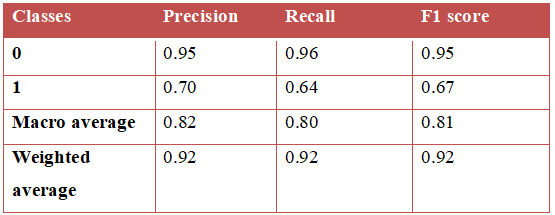 Classes Precision Recall F1 score
0 0.95 0.96 0.95
1 0.70 0.64 0.67
Macro average 0.82 0.80 0.81
Weighted 0.92 0.92 0.92
average